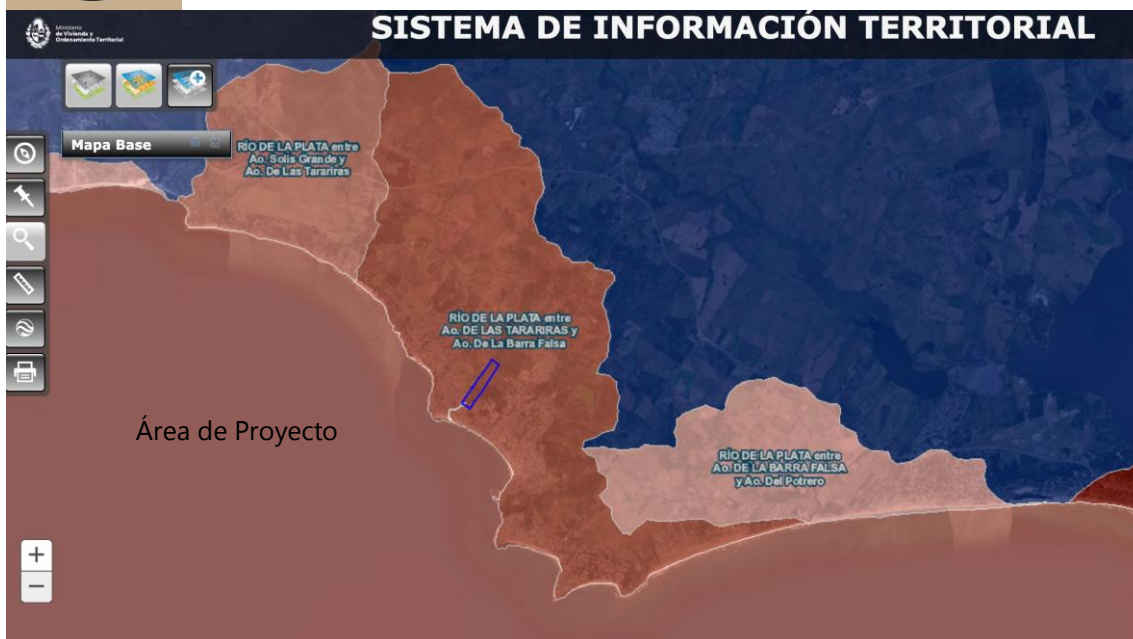 Ministerio
de Vivienda y
Ordenamiento Territorial
SISTEMA DE INFORMACIÓN TERRITORIAL
Mapa Base
RÍO DE LA PLATA entre
Ao. Solis Grande y
Ao. De Las Tarariras
RÍO DE LA PLATA entre
Ao. DE LAS TARARIRAS y
Ao. De La Barra Falsa
Área de Proyecto
RÍO DE LA PLATA entre
Ao. DE LA BARRA FALSA
y Ao. Del Potrero
+
−